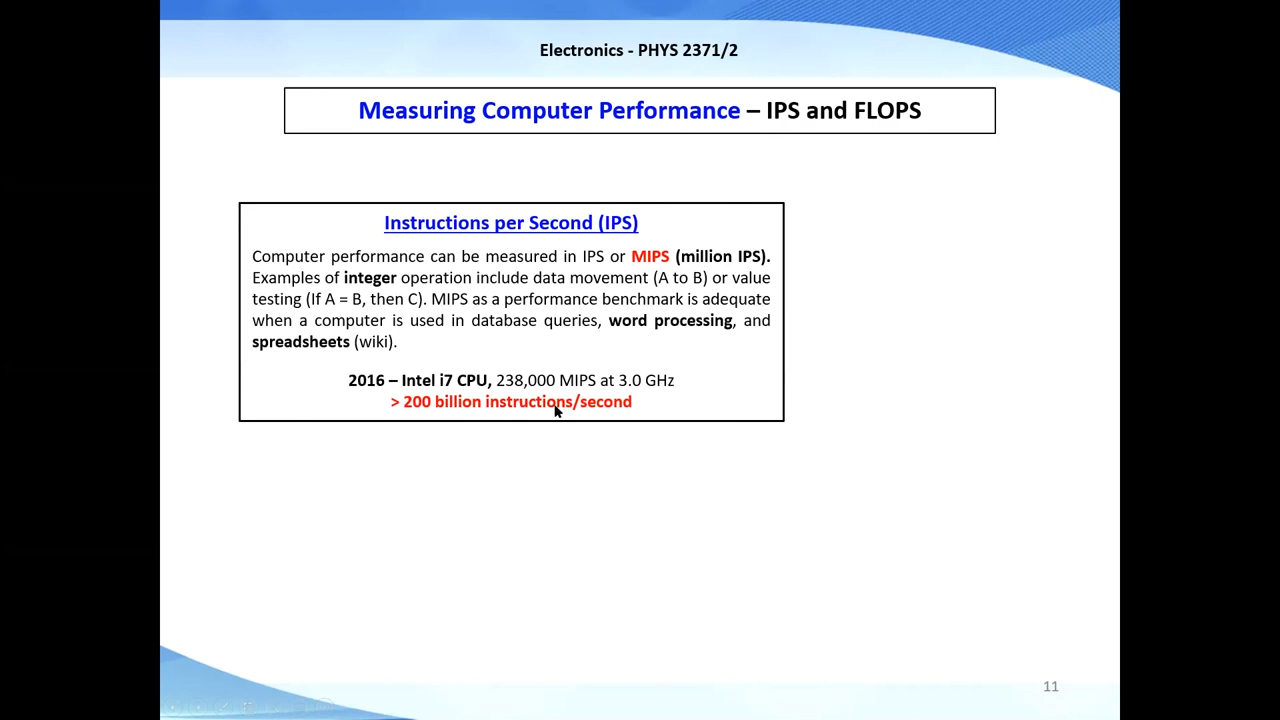 Electronics - PHYS 2371/2
Measuring Computer Performance – IPS and FLOPS
Instructions per Second (IPS)
Computer performance can be measured in IPS or MIPS (million IPS).
Examples of integer operation include data movement (A to B) or value
testing (If A = B, then C). MIPS as a performance benchmark is adequate
when a computer is used in database queries, word processing, and
spreadsheets (wiki).
2016 – Intel i7 CPU, 238,000 MIPS at 3.0 GHz
> 200 billion instructions/second
11